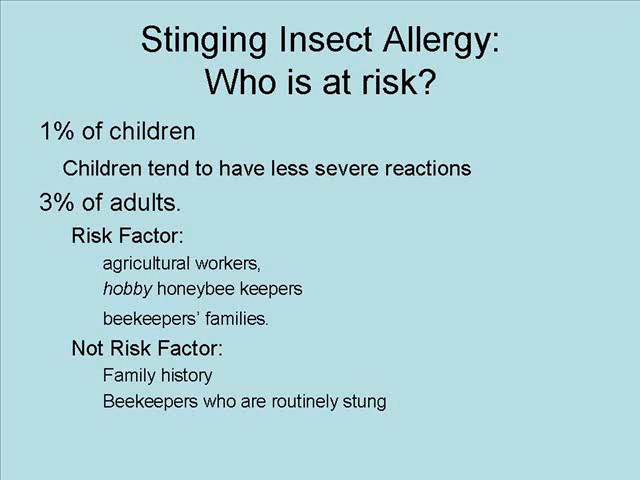 Stinging Insect Allergy:
Who is at risk?
1% of children
Children tend to have less severe reactions
3% of adults.
Risk Factor:
agricultural workers,
hobby honeybee keepers
beekeepers’ families.
Not Risk Factor:
Family history
Beekeepers who are routinely stung